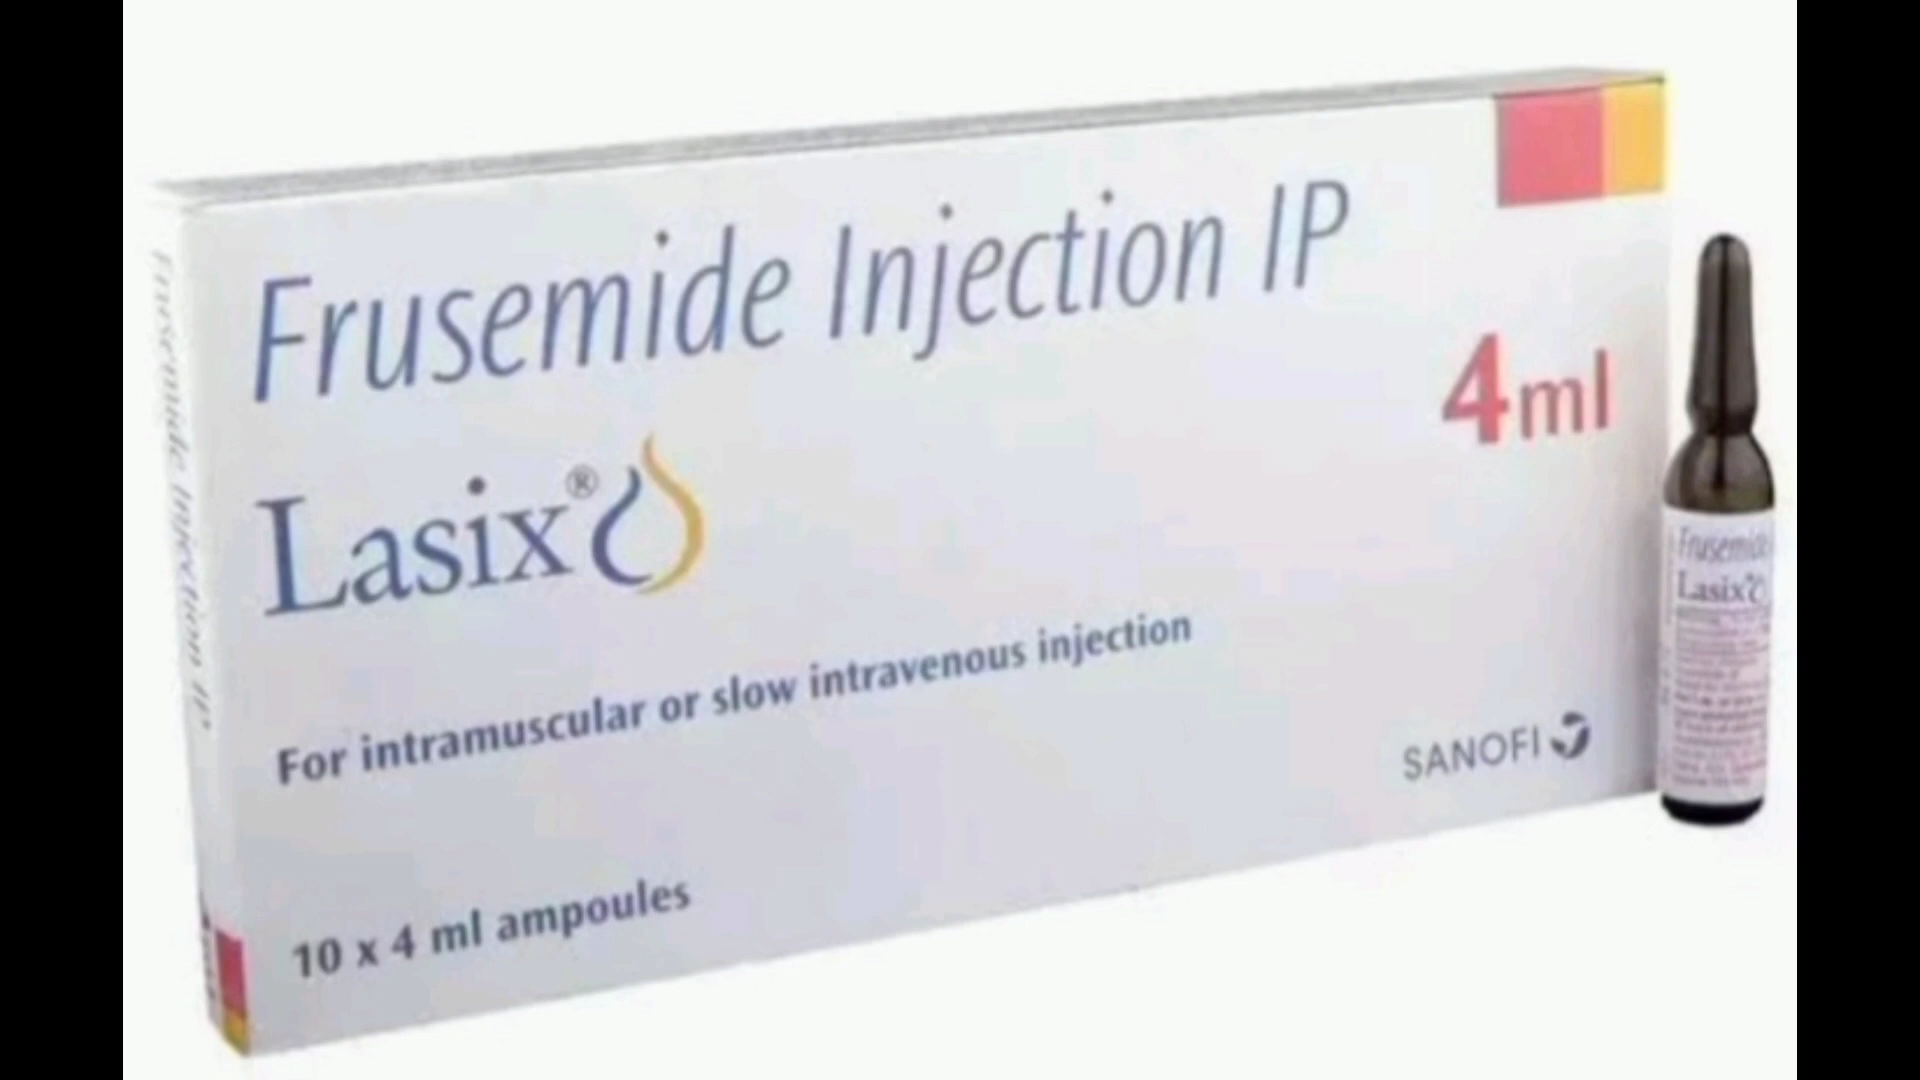 Frusemide Injection IP
4ml
Lasix®
For intramuscular or slow intravenous injection
SANOFI
10 x 4 ml ampoules
Frusemide Injection IP
Frusemide
Lasix